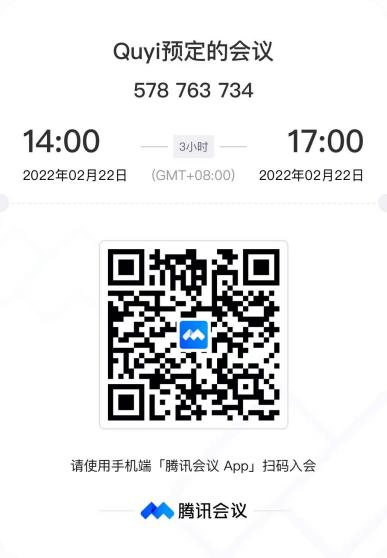 Quyi预定的会议
578 763 734
14:00 3小时 17:00
2022年02月22日 (GMT+08:00) 2022年02月22日
请使用手机端「腾讯会议 App」扫码入会
腾讯会议